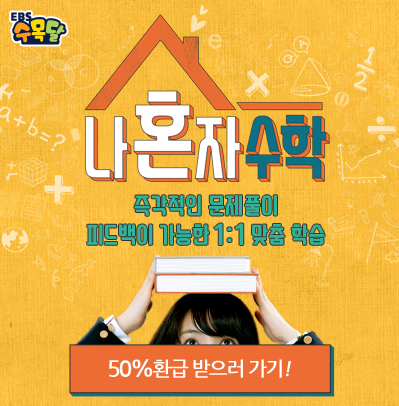 EBS
수목달
나혼자수학
즉각적인 문제풀이
피드백이 가능한 1:1 맞춤 학습
50%환급 받으러 가기!
a+b=?
1/2